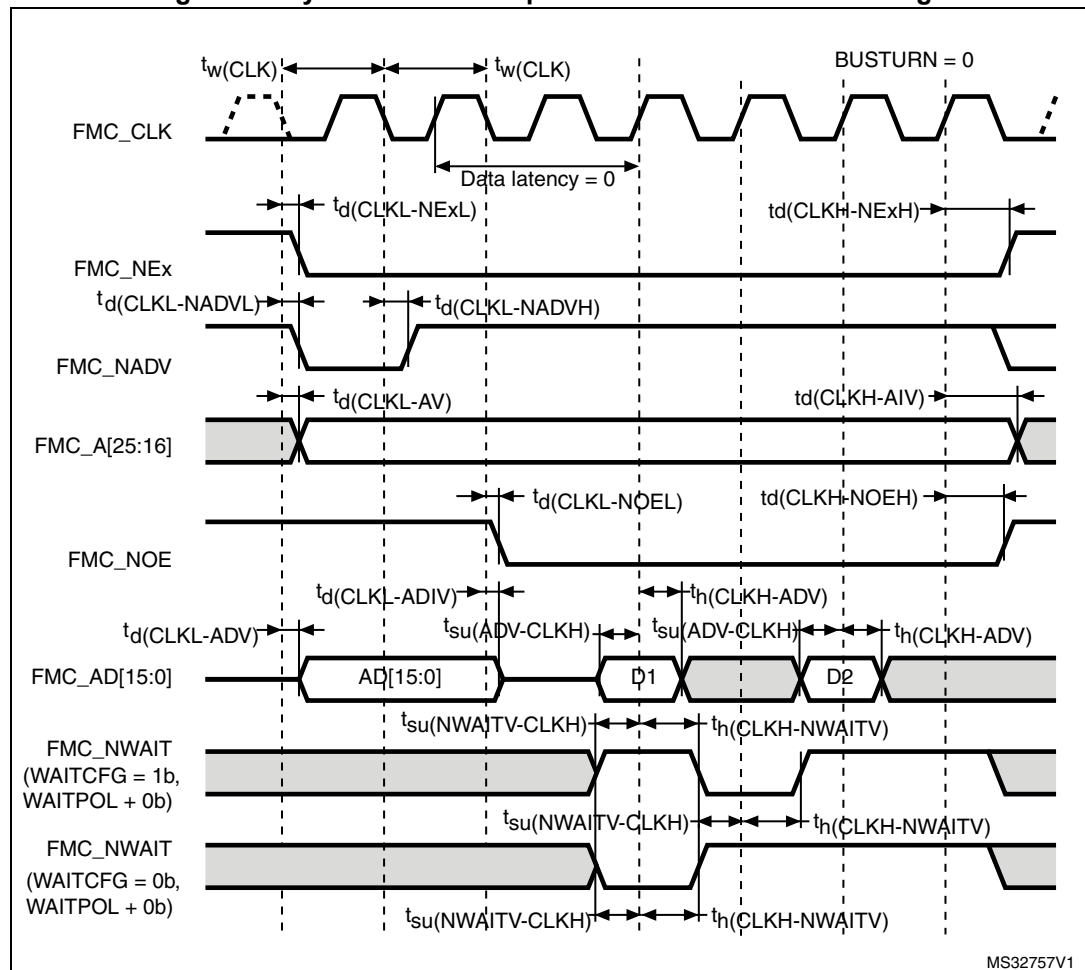 tw(CLK)
tw(CLK)
BUSTURN = 0
FMC_CLK
Data latency = 0
td(CLKL-NExL)
td(CLKH-NExH)
FMC_NEx
td(CLKL-NADVL)
td(CLKL-NADVH)
FMC_NADV
td(CLKL-AV)
td(CLKH-AIV)
FMC_A[25:16]
td(CLKL-NOEL)
td(CLKH-NOEH)
FMC_NOE
td(CLKL-ADIV)
th(CLKH-ADV)
td(CLKL-ADV)
tsu(ADV-CLKH)
tsu(ADV-CLKH)
th(CLKH-ADV)
FMC_AD[15:0]
AD[15:0]
D1
D2
tsu(NWAITV-CLKH)
th(CLKH-NWAITV)
FMC_NWAIT
(WAITCFG = 1b,
WAITPOL + 0b)
tsu(NWAITV-CLKH)
th(CLKH-NWAITV)
FMC_NWAIT
(WAITCFG = 0b,
WAITPOL + 0b)
tsu(NWAITV-CLKH)
th(CLKH-NWAITV)
MS32757V1